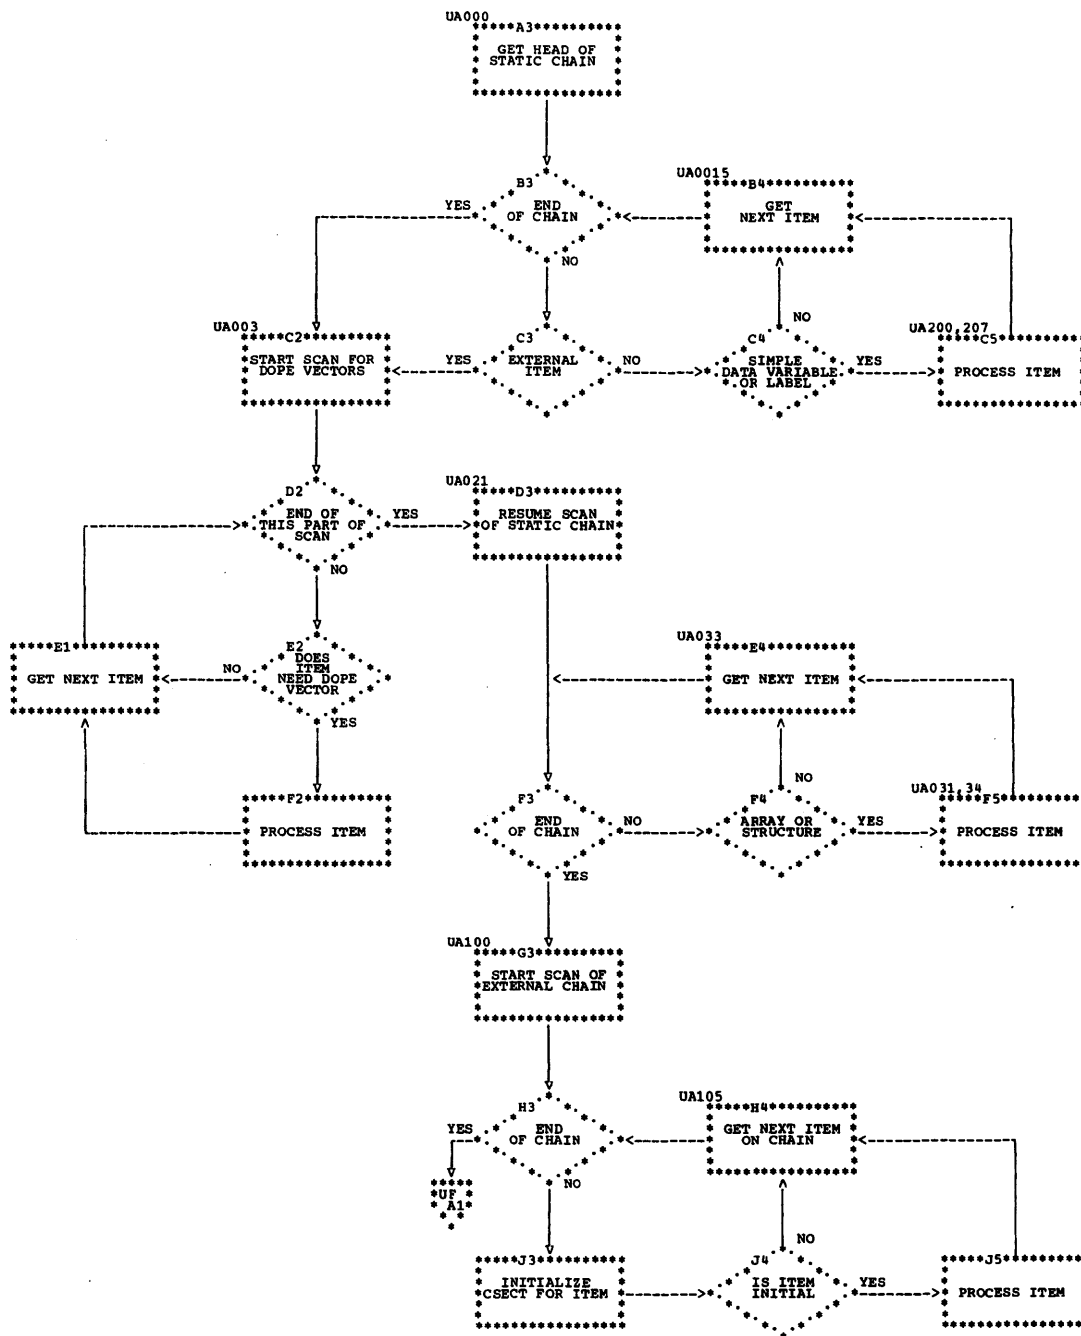 UA000
A3
GET HEAD OF
STATIC CHAIN
B3
END
OF CHAIN
YES
NO
UA0015
B4
GET
NEXT ITEM
UA003
C2
START SCAN FOR
DOPE VECTORS
YES
C3
EXTERNAL
ITEM
NO
NO
C4
SIMPLE
DATA VARIABLE
OR LABEL
YES
UA200,207
C5
PROCESS ITEM
D2
END OF
THIS PART OF
SCAN
YES
NO
UA021
D3
RESUME SCAN
OF STATIC CHAIN
E1
GET NEXT ITEM
NO
E2
DOES
ITEM
NEED DOPE
VECTOR
YES
UA033
E4
GET NEXT ITEM
F2
PROCESS ITEM
F3
END
OF CHAIN
NO
YES
NO
F4
ARRAY OR
STRUCTURE
YES
UA031,34
F5
PROCESS ITEM
UA100
G3
START SCAN OF
EXTERNAL CHAIN
YES
H3
END
OF CHAIN
NO
UA105
H4
GET NEXT ITEM
ON CHAIN
UF
A1
J3
INITIALIZE
CSECT FOR ITEM
NO
J4
IS ITEM
INITIAL
YES
J5
PROCESS ITEM